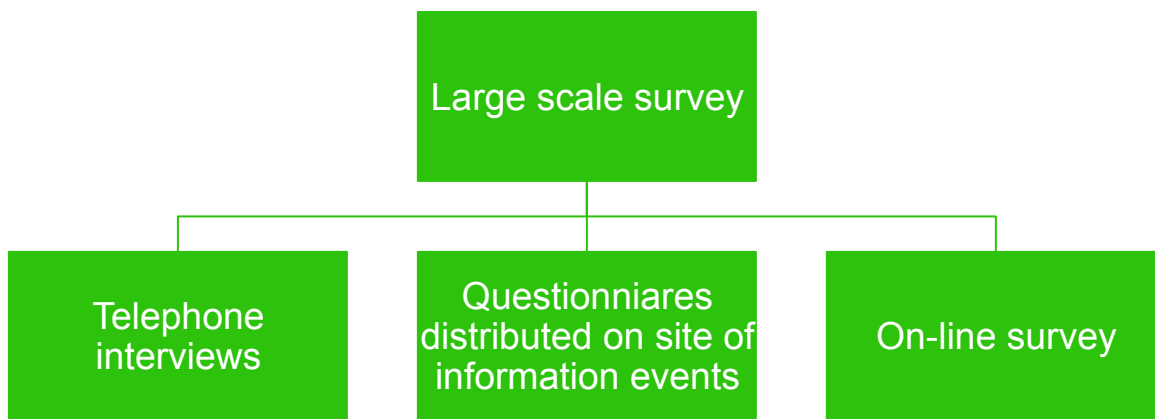 Large scale survey
Telephone
interviews
Questionniares
distributed on site of
information events
On-line survey